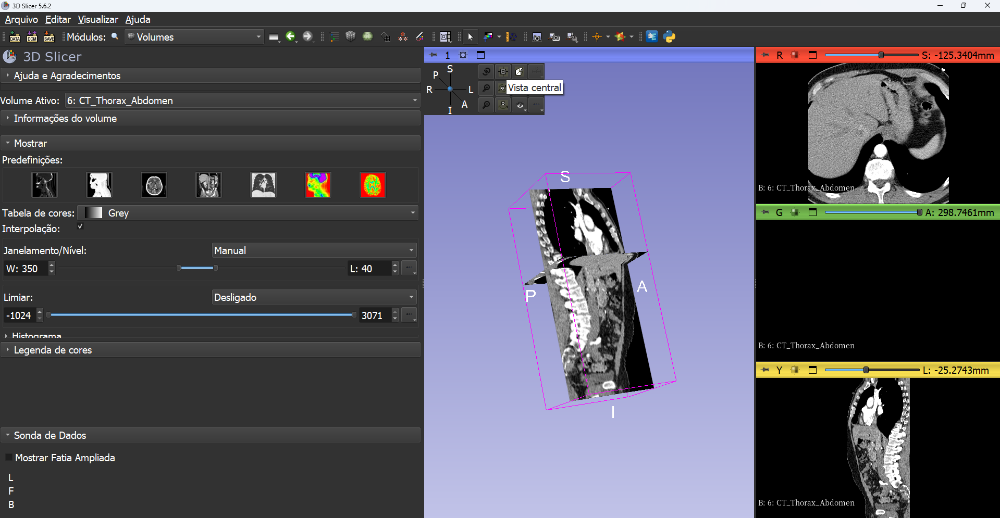 3D Slicer 5.6.2
Arquivo Editar Visualizar Ajuda
DATA DCM SAVE Módulos: Volumes
3D Slicer
Ajuda e Agradecimentos
Volume Ativo: 6: CT_Thorax_Abdomen
Informações do volume
Mostrar
Predefinições:
Tabela de cores: Grey
Interpolação:
Janelamento/Nível: Manual
W: 350 L: 40
Limiar: Desligado
-1024 3071
Histograma
Legenda de cores
Sonda de Dados
Mostrar Fatia Ampliada
L
F
B
1
S
P
R L
A
I
Vista central
S
P
A
I
R S: -125.3404mm
B: 6: CT_Thorax_Abdomen
G A: 298.7461mm
B: 6: CT_Thorax_Abdomen
Y L: -25.2743mm
B: 6: CT_Thorax_Abdomen